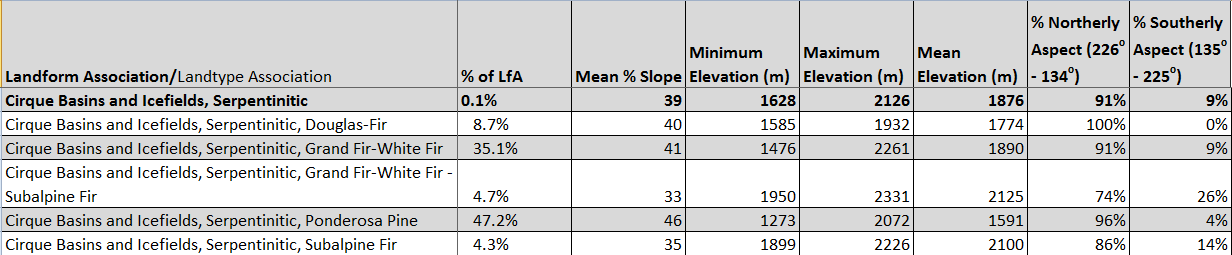 Landform Association/Landtype Association % of LfA Mean % Slope Minimum Elevation (m) Maximum Elevation (m) Mean Elevation (m) % Northerly Aspect (226° - 134°) % Southerly Aspect (135° - 225°)
Cirque Basins and Icefields, Serpentinitic 0.1% 39 1628 2126 1876 91% 9%
Cirque Basins and Icefields, Serpentinitic, Douglas-Fir 8.7% 40 1585 1932 1774 100% 0%
Cirque Basins and Icefields, Serpentinitic, Grand Fir-White Fir 35.1% 41 1476 2261 1890 91% 9%
Cirque Basins and Icefields, Serpentinitic, Grand Fir-White Fir -
Subalpine Fir 4.7% 33 1950 2331 2125 74% 26%
Cirque Basins and Icefields, Serpentinitic, Ponderosa Pine 47.2% 46 1273 2072 1591 96% 4%
Cirque Basins and Icefields, Serpentinitic, Subalpine Fir 4.3% 35 1899 2226 2100 86% 14%